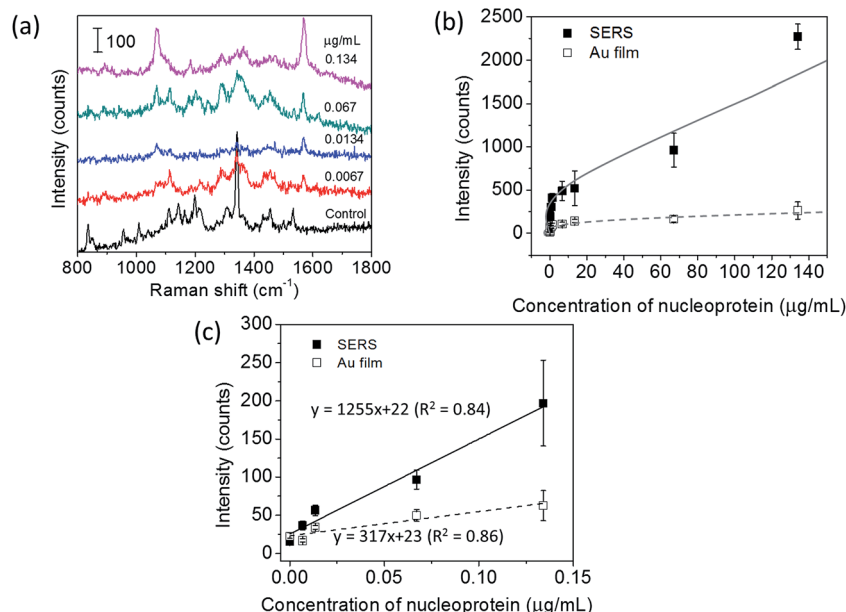 (a)
100
μg/mL
0.134
0.067
0.0134
0.0067
Control
Intensity (counts)
800 1000 1200 1400 1600 1800
Raman shift (cm⁻¹)
(b)
SERS
Au film
2500
2000
1500
1000
500
0
Intensity (counts)
0 20 40 60 80 100 120 140
Concentration of nucleoprotein (μg/mL)
(c)
SERS
Au film
300
250
200
150
100
50
0
Intensity (counts)
y = 1255x+22 (R² = 0.84)
y = 317x+23 (R² = 0.86)
0.00 0.05 0.10 0.15
Concentration of nucleoprotein (μg/mL)